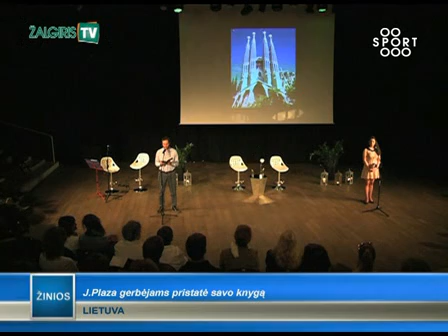 ŽALGIRIS TV
SPORT
J.Plaza gerbėjams pristatė savo knygą
ŽINIOS
LIETUVA